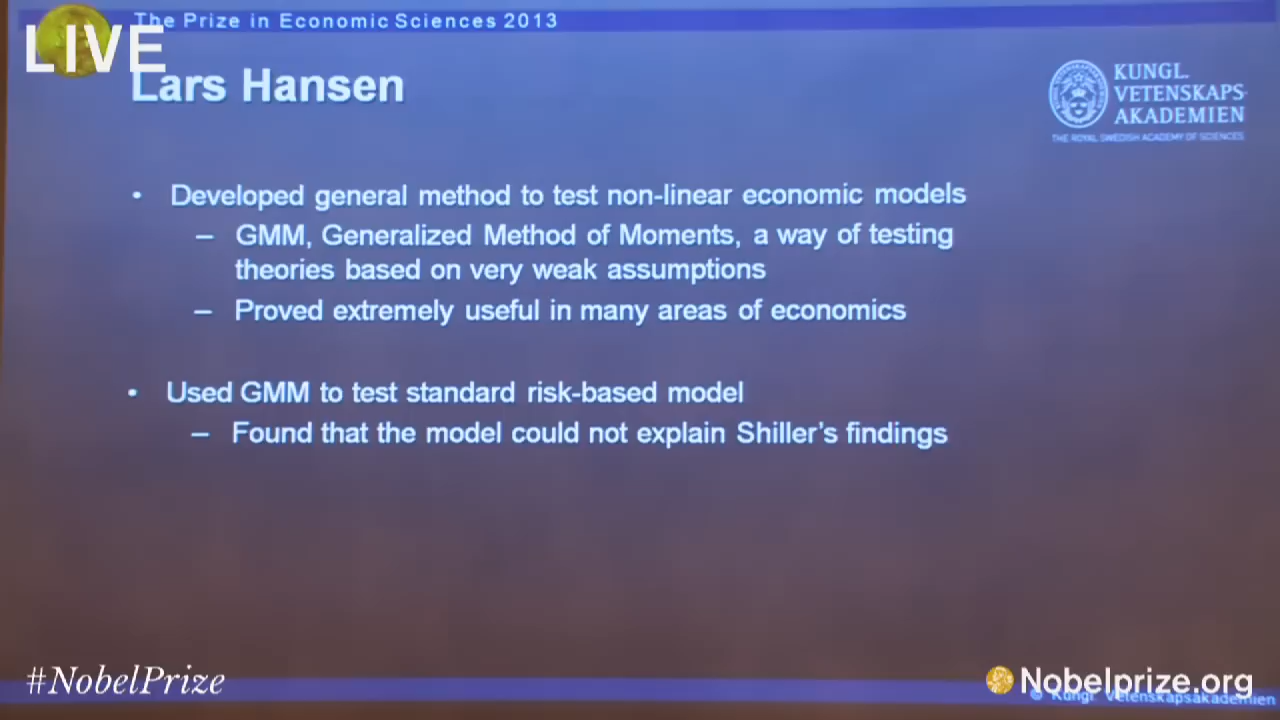 The Prize in Economic Sciences 2013
LIVE
Lars Hansen
KUNGL.
VETENSKAPS-
AKADEMIEN
THE ROYAL SWEDISH ACADEMY OF SCIENCES
• Developed general method to test non-linear economic models
– GMM, Generalized Method of Moments, a way of testing
theories based on very weak assumptions
– Proved extremely useful in many areas of economics
• Used GMM to test standard risk-based model
– Found that the model could not explain Shiller's findings
#NobelPrize
Nobelprize.org
© Kungl. Vetenskapsakademien